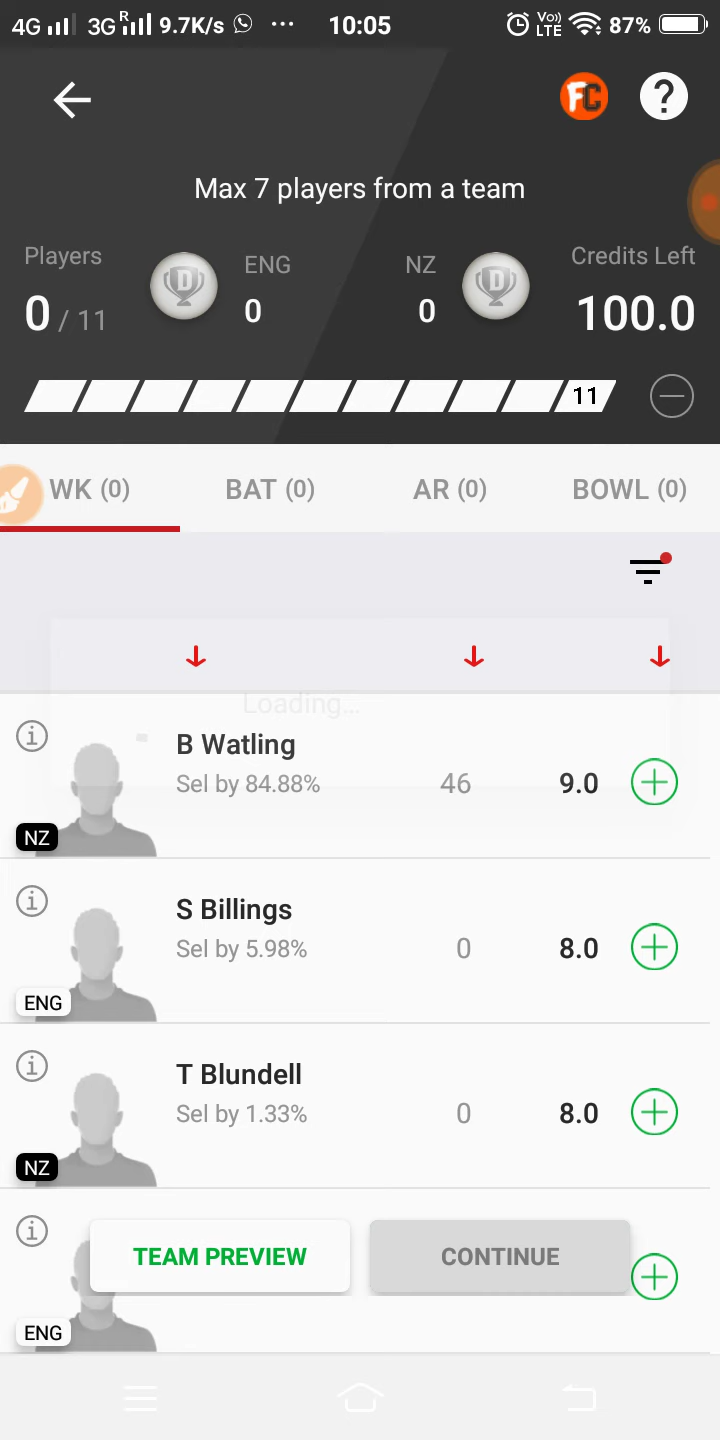 4G 3G R 9.7K/s ... 10:05 Vo) LTE 87%
FC ?
Max 7 players from a team
Players ENG NZ Credits Left
0 / 11 D 0 0 D 100.0
11
WK (0) BAT (0) AR (0) BOWL (0)
Loading...
B Watling
Sel by 84.88% 46 9.0
NZ
S Billings
Sel by 5.98% 0 8.0
ENG
T Blundell
Sel by 1.33% 0 8.0
NZ
TEAM PREVIEW CONTINUE
ENG